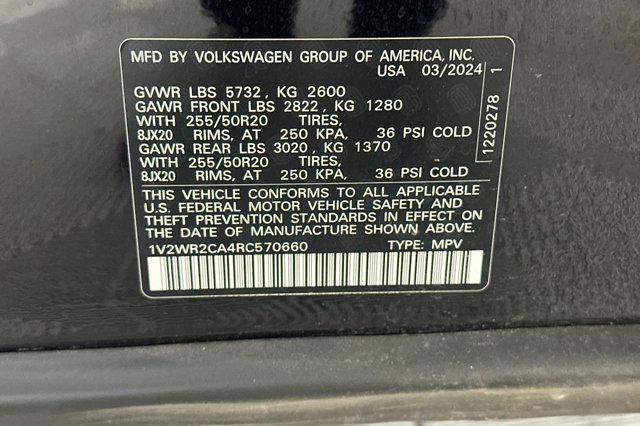 MFD BY VOLKSWAGEN GROUP OF AMERICA, INC.
USA 03/2024
GVWR LBS 5732, KG 2600
GAWR FRONT LBS 2822, KG 1280
WITH 255/50R20 TIRES,
8JX20 RIMS, AT 250 KPA, 36 PSI COLD
GAWR REAR LBS 3020, KG 1370
WITH 255/50R20 TIRES,
8JX20 RIMS, AT 250 KPA, 36 PSI COLD
THIS VEHICLE CONFORMS TO ALL APPLICABLE
U.S. FEDERAL MOTOR VEHICLE SAFETY AND
THEFT PREVENTION STANDARDS IN EFFECT ON
THE DATE OF MANUFACTURE SHOWN ABOVE.
1V2WR2CA4RC570660 TYPE: MPV
1220278 1